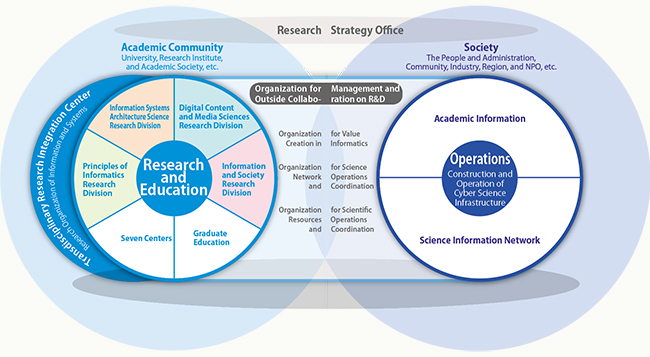 Research Strategy Office
Academic Community
University, Research Institute,
and Academic Society, etc.
Society
The People and Administration,
Community, Industry, Region, and NPO, etc.
Transdisciplinary Research Integration Center
Research Organization of Information and Systems
Information Systems
Architecture Science
Research Division
Digital Content
and Media Sciences
Research Division
Principles of
Informatics
Research
Division
Research
and
Education
Information
and Society
Research
Division
Seven Centers
Graduate
Education
Organization for Management and
Outside Collabo- ration on R&D
Organization for Value
Creation in Informatics
Organization for Science
Network Operations
and Coordination
Organization for Scientific
Resources Operations
and Coordination
Academic Information
Operations
Construction and
Operation of
Cyber Science
Infrastructure
Science Information Network